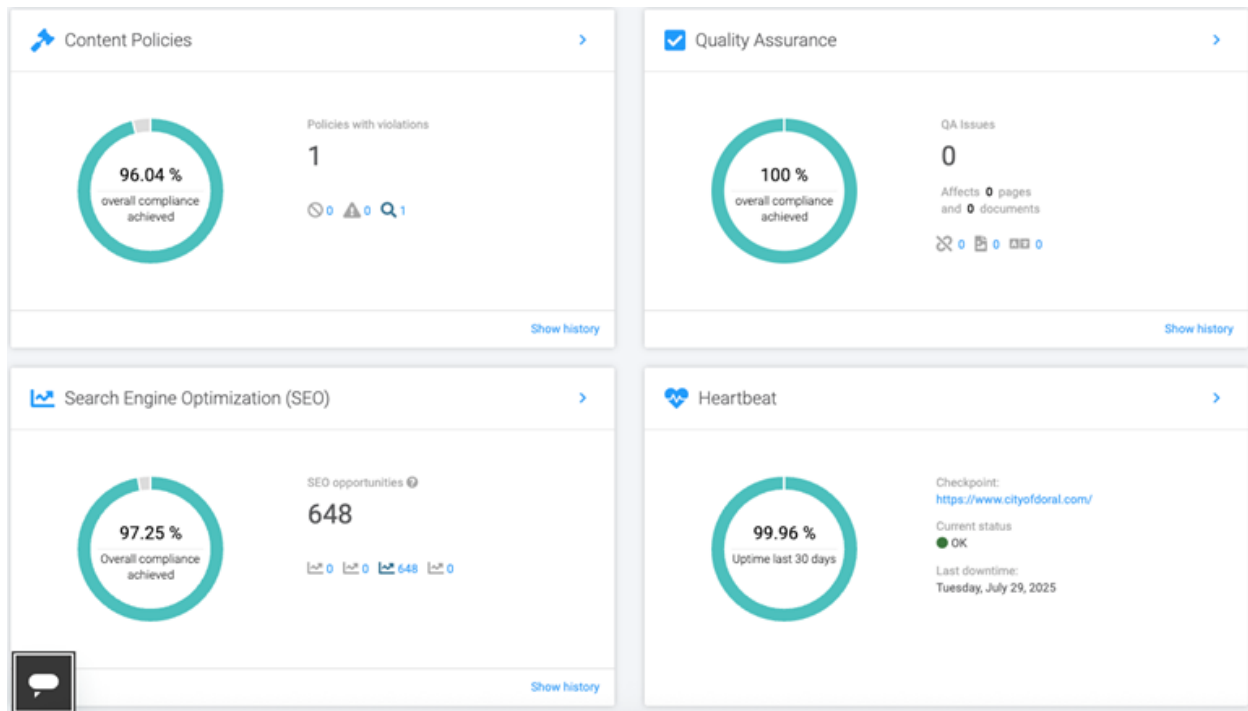 Content Policies
96.04 %
overall compliance
achieved
Policies with violations
1
0 0 1
Show history
Quality Assurance
100 %
overall compliance
achieved
QA Issues
0
Affects 0 pages
and 0 documents
0 0 0
Show history
Search Engine Optimization (SEO)
97.25 %
Overall compliance
achieved
SEO opportunities
648
0 0 648 0
Show history
Heartbeat
99.96 %
Uptime last 30 days
Checkpoint:
https://www.cityofdoral.com/
Current status
OK
Last downtime:
Tuesday, July 29, 2025